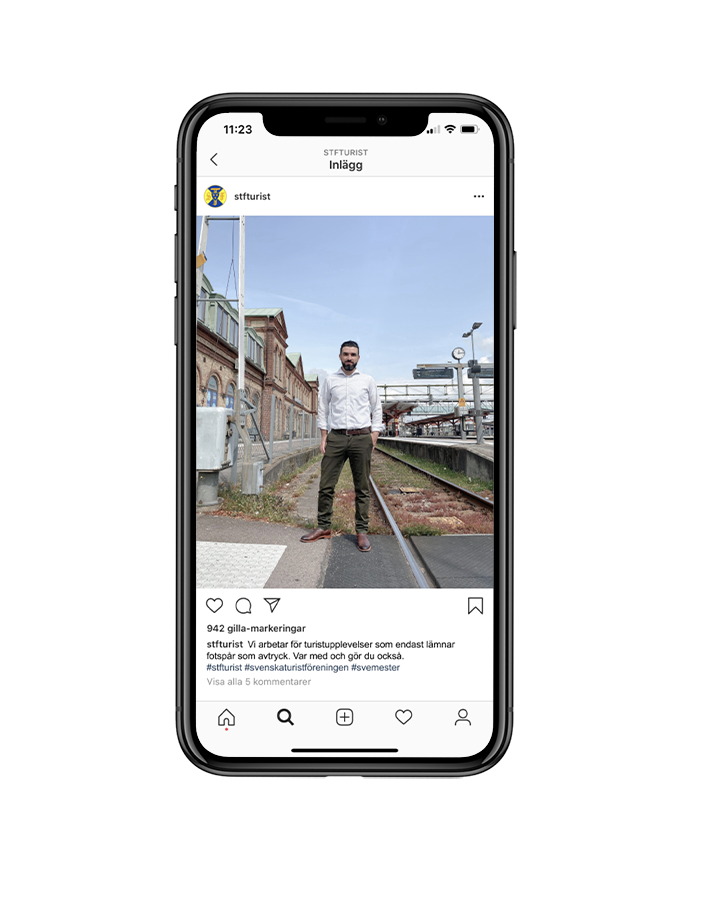 11:23
STFTURIST
Inlägg
stfturist
942 gilla-markeringar
stfturist Vi arbetar för turistupplevelser som endast lämnar
fotspår som avtryck. Var med och gör du också.
#stfturist #svenskaturistföreningen #svemester
Visa alla 5 kommentarer